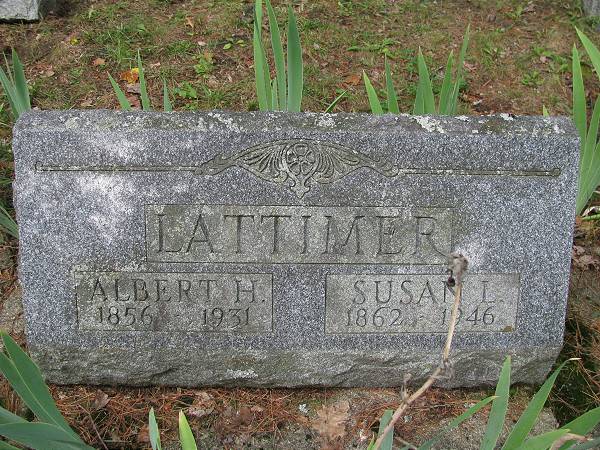 LATTIMER
ALBERT H. SUSAN L.
1856 1931 1862 - 1946